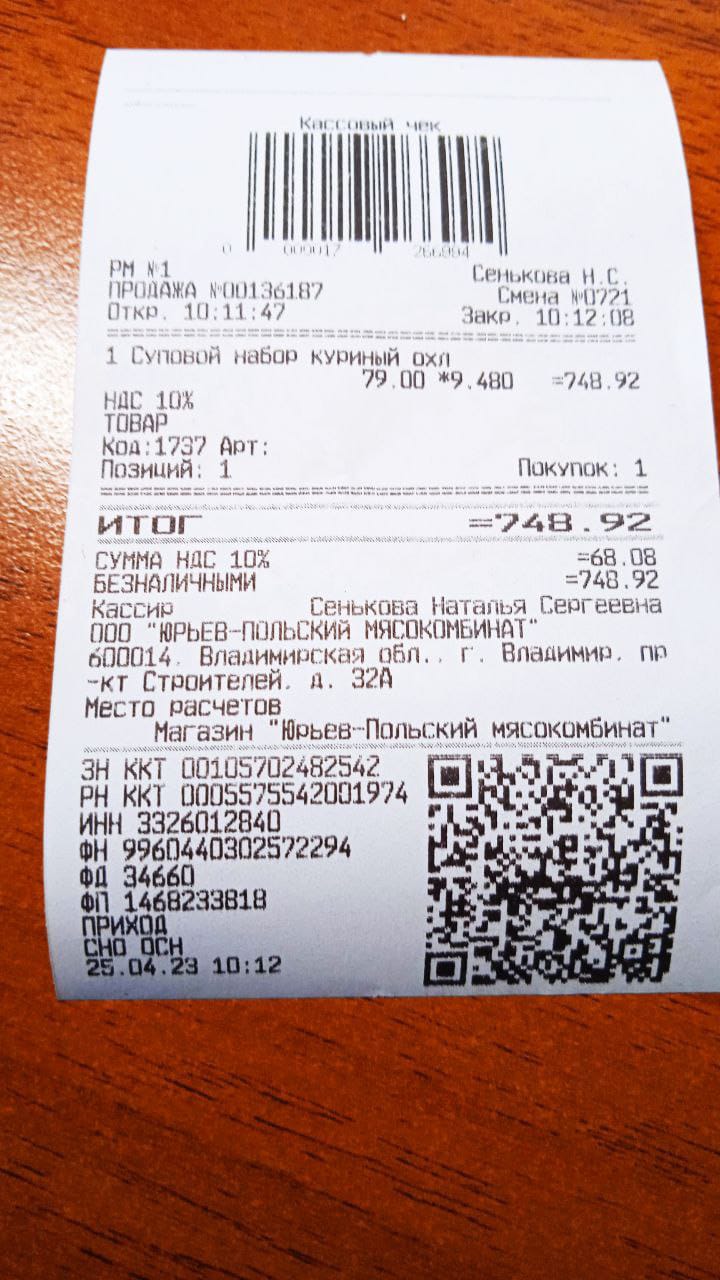 Кассовый чек
0 000017 266994
РМ №1 Сенькова Н.С.
ПРОДАЖА №00136187 Смена №0721
Откр. 10:11:47 Закр. 10:12:08
1 Суповой набор куриный охл
79.00 *9.480 =748.92
НДС 10%
ТОВАР
Код:1737 Арт:
Позиций: 1 Покупок: 1
ИТОГ =748.92
СУММА НДС 10% =68.08
БЕЗНАЛИЧНЫМИ =748.92
Кассир Сенькова Наталья Сергеевна
ООО "ЮРЬЕВ-ПОЛЬСКИЙ МЯСОКОМБИНАТ"
600014, Владимирская обл., г. Владимир, пр
-кт Строителей, д. 32А
Место расчетов
Магазин "Юрьев-Польский мясокомбинат"
ЗН ККТ 00105702482542
РН ККТ 0005575542001974
ИНН 3326012840
ФН 9960440302572294
ФД 34660
ФП 1468233818
ПРИХОД
СНО ОСН
25.04.23 10:12